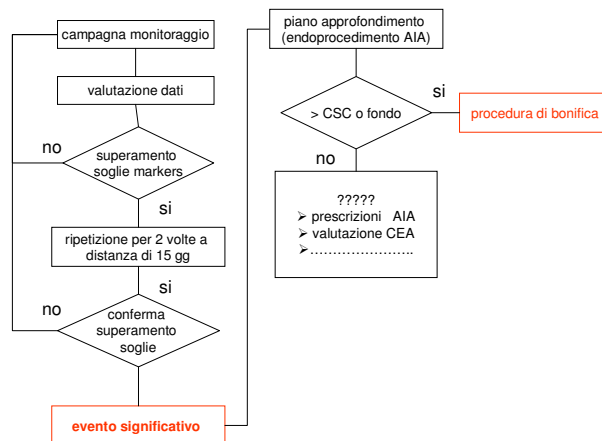 campagna monitoraggio
valutazione dati
no
superamento
soglie markers
si
ripetizione per 2 volte a
distanza di 15 gg
si
no
conferma
superamento
soglie
evento significativo
piano approfondimento
(endoprocedimento AIA)
> CSC o fondo
si
procedura di bonifica
no
?????
➢ prescrizioni AIA
➢ valutazione CEA
➢………………….